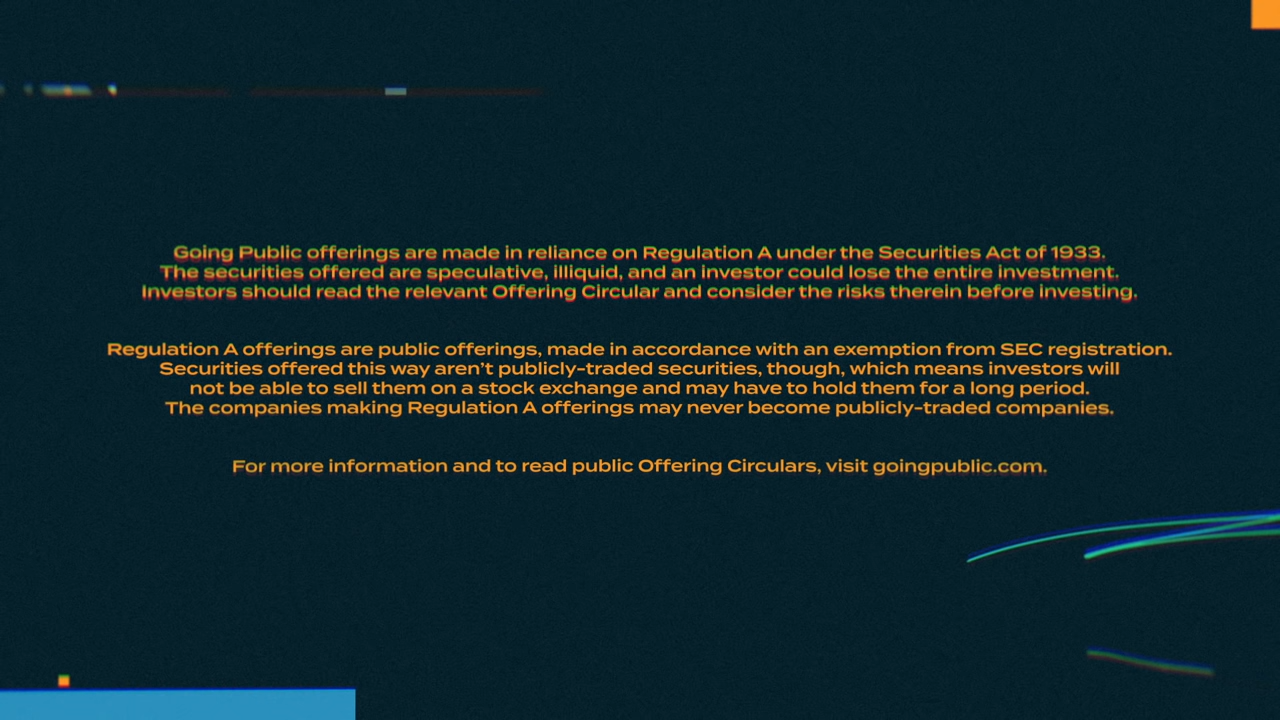 Going Public offerings are made in reliance on Regulation A under the Securities Act of 1933.
The securities offered are speculative, illiquid, and an investor could lose the entire investment.
Investors should read the relevant Offering Circular and consider the risks therein before investing.
Regulation A offerings are public offerings, made in accordance with an exemption from SEC registration.
Securities offered this way aren't publicly-traded securities, though, which means investors will
not be able to sell them on a stock exchange and may have to hold them for a long period.
The companies making Regulation A offerings may never become publicly-traded companies.
For more information and to read public Offering Circulars, visit goingpublic.com.